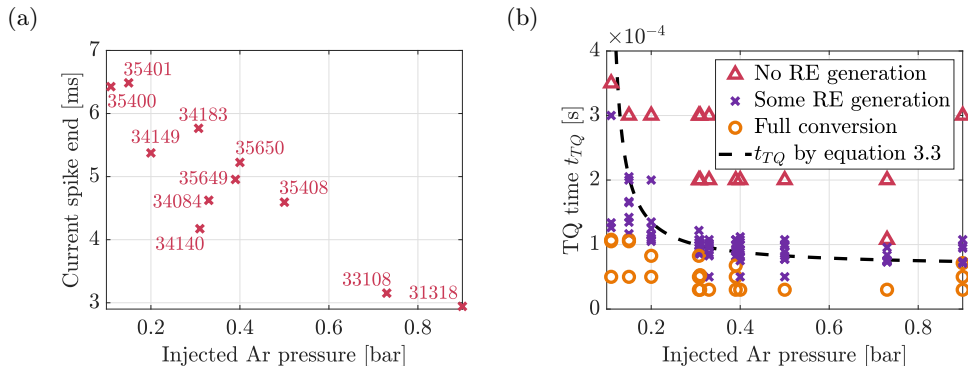 (a)
Current spike end [ms]
7
6
5
4
3
35401
35400
34183
34149
35650
35649
34084
35408
34140
33108
31318
0.2 0.4 0.6 0.8
Injected Ar pressure [bar]
(b)
×10⁻⁴
TQ time t_TQ [s]
4
3
2
1
0
No RE generation
Some RE generation
Full conversion
t_TQ by equation 3.3
0.2 0.4 0.6 0.8
Injected Ar pressure [bar]